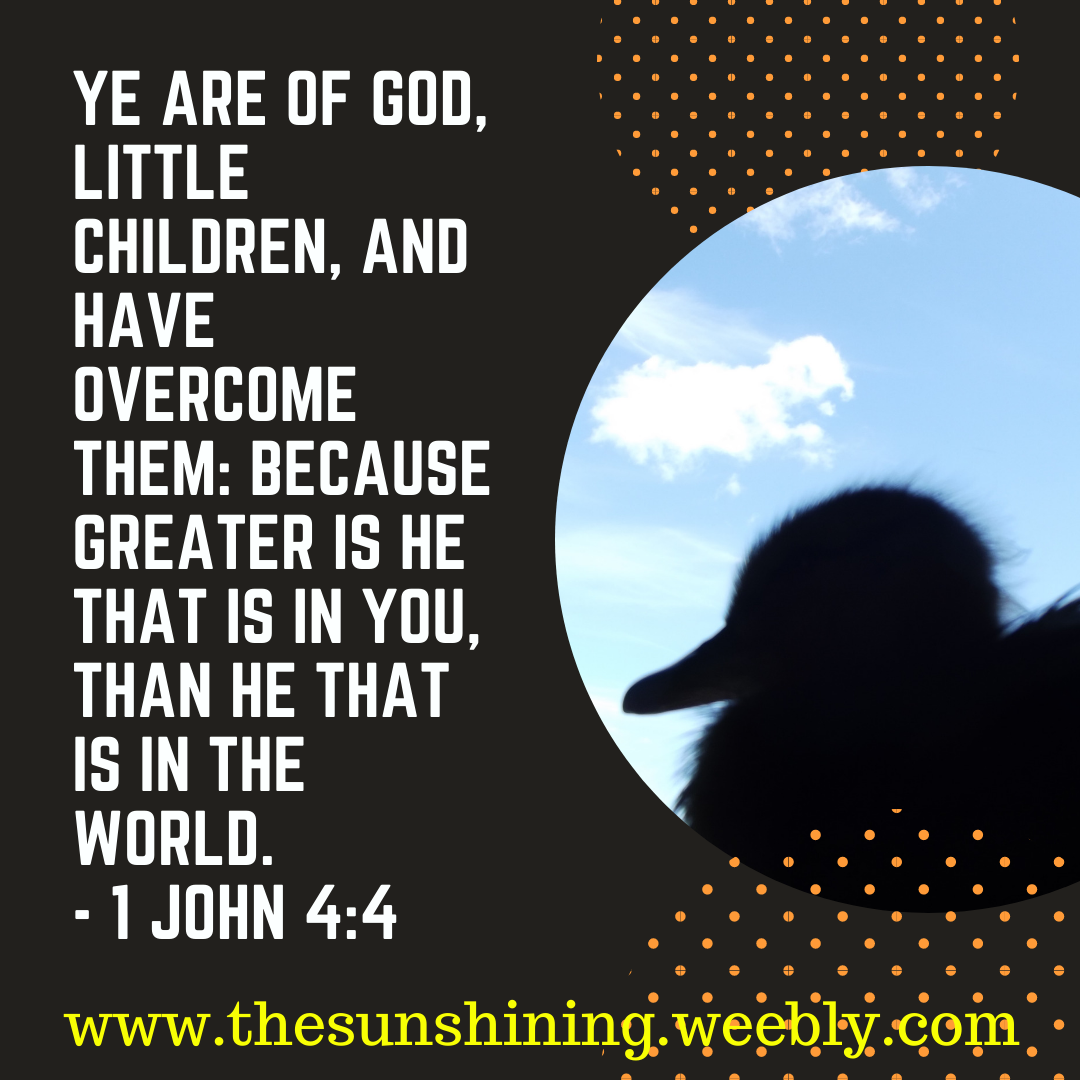 YE ARE OF GOD,
LITTLE
CHILDREN, AND
HAVE
OVERCOME
THEM: BECAUSE
GREATER IS HE
THAT IS IN YOU,
THAN HE THAT
IS IN THE
WORLD.
- 1 JOHN 4:4
www.thesunshining.weebly.com